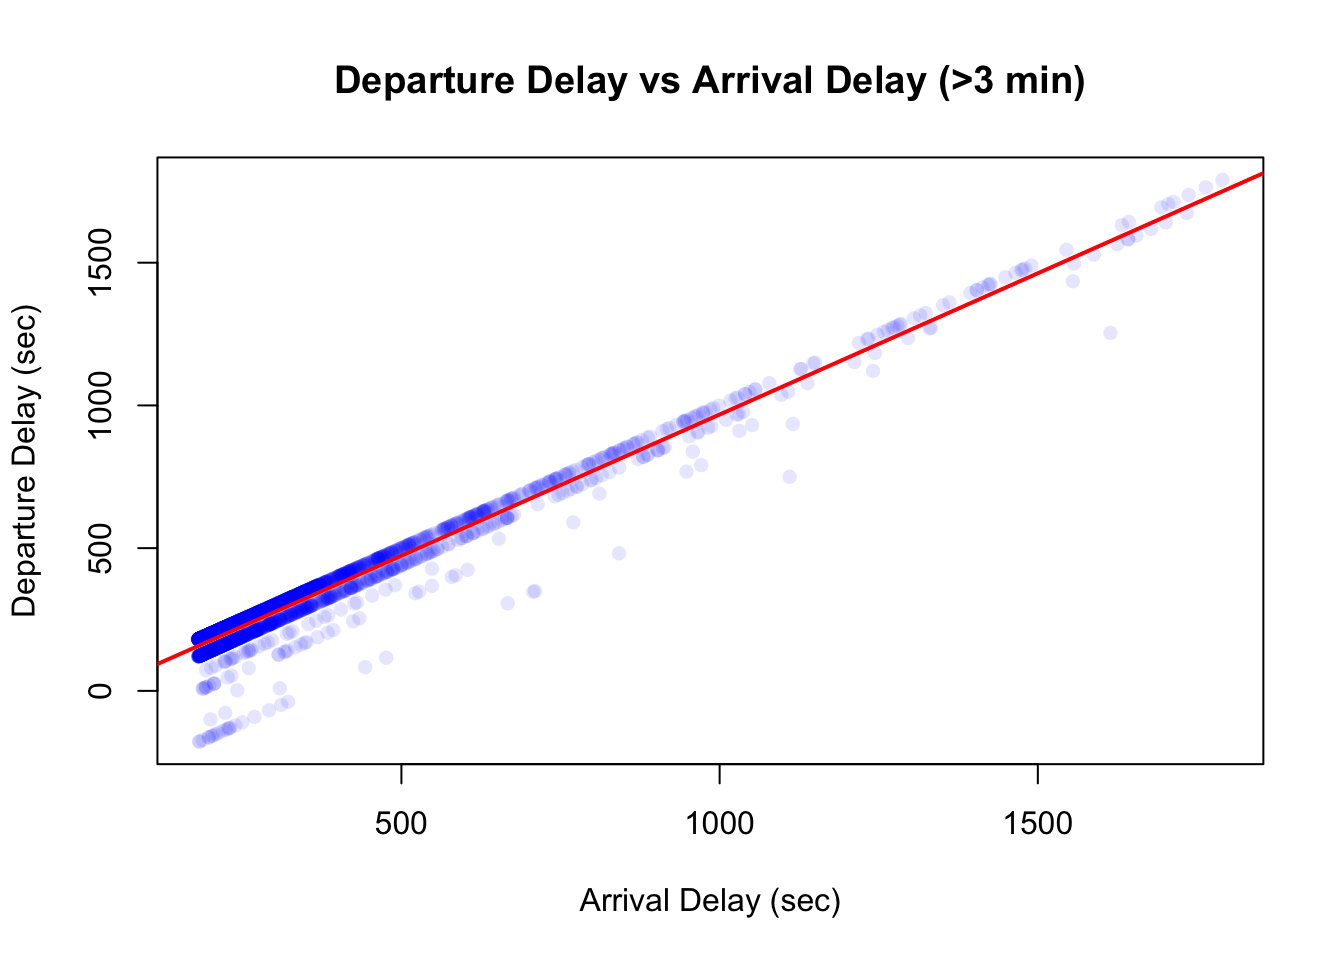 Departure Delay vs Arrival Delay (>3 min)
Departure Delay (sec)
1500
1000
500
0
500 1000 1500
Arrival Delay (sec)